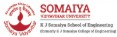 SOMAIYA
VIDYAVIHAR UNIVERSITY
K J Somaiya School of Engineering
(Formerly K J Somaiya College of Engineering)